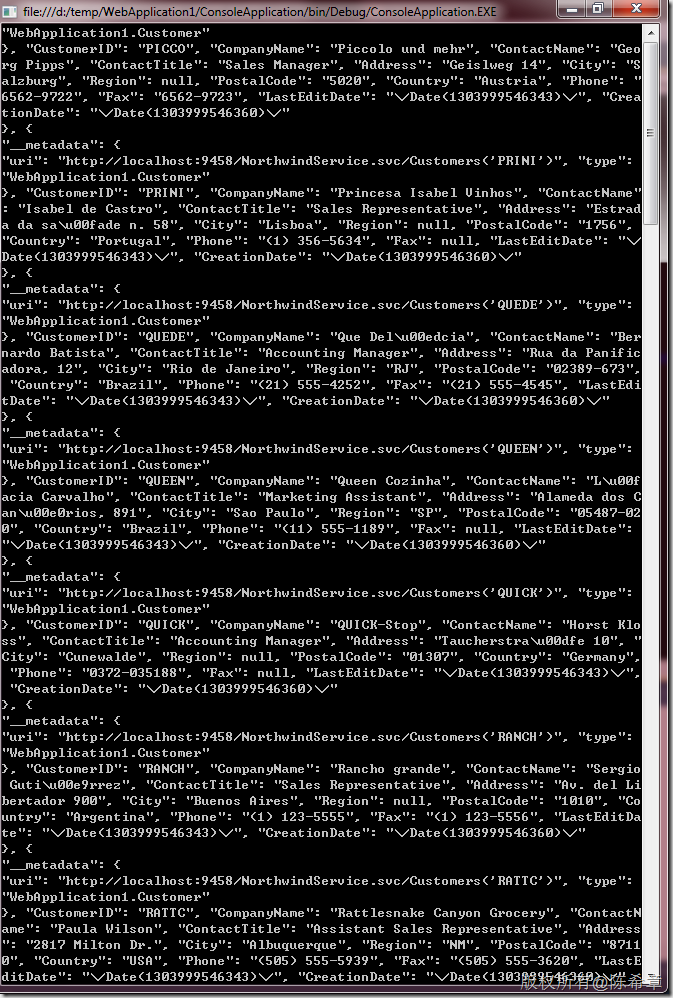 file:///d:/temp/WebApplication1/ConsoleApplication/bin/Debug/ConsoleApplication.EXE
"WebApplication1.Customer"
}, "CustomerID": "PICCO", "CompanyName": "Piccolo und mehr", "ContactName": "Geo
rg Pipps", "ContactTitle": "Sales Manager", "Address": "Geislweg 14", "City": "S
alzburg", "Region": null, "PostalCode": "5020", "Country": "Austria", "Phone": "
6562-9722", "Fax": "6562-9723", "LastEditDate": "\/Date(1303999546343)\/", "Crea
tionDate": "\/Date(1303999546360)\/"
}, {
"__metadata": {
"uri": "http://localhost:9458/NorthwindService.svc/Customers('PRINI')", "type":
"WebApplication1.Customer"
}, "CustomerID": "PRINI", "CompanyName": "Princesa Isabel Vinhos", "ContactName"
: "Isabel de Castro", "ContactTitle": "Sales Representative", "Address": "Estrad
a da sa\u00fade n. 58", "City": "Lisboa", "Region": null, "PostalCode": "1756",
"Country": "Portugal", "Phone": "(1) 356-5634", "Fax": null, "LastEditDate": "\/
Date(1303999546343)\/", "CreationDate": "\/Date(1303999546360)\/"
}, {
"__metadata": {
"uri": "http://localhost:9458/NorthwindService.svc/Customers('QUEDE')", "type":
"WebApplication1.Customer"
}, "CustomerID": "QUEDE", "CompanyName": "Que Del\u00edcia", "ContactName": "Ber
nardo Batista", "ContactTitle": "Accounting Manager", "Address": "Rua da Panific
adora, 12", "City": "Rio de Janeiro", "Region": "RJ", "PostalCode": "02389-673",
"Country": "Brazil", "Phone": "(21) 555-4252", "Fax": "(21) 555-4545", "LastEdi
tDate": "\/Date(1303999546343)\/", "CreationDate": "\/Date(1303999546360)\/"
}, {
"__metadata": {
"uri": "http://localhost:9458/NorthwindService.svc/Customers('QUEEN')", "type":
"WebApplication1.Customer"
}, "CustomerID": "QUEEN", "CompanyName": "Queen Cozinha", "ContactName": "L\u00f
acia Carvalho", "ContactTitle": "Marketing Assistant", "Address": "Alameda dos C
an\u00e0rios, 891", "City": "Sao Paulo", "Region": "SP", "PostalCode": "05487-02
0", "Country": "Brazil", "Phone": "(11) 555-1189", "Fax": null, "LastEditDate":
"\/Date(1303999546343)\/", "CreationDate": "\/Date(1303999546360)\/"
}, {
"__metadata": {
"uri": "http://localhost:9458/NorthwindService.svc/Customers('QUICK')", "type":
"WebApplication1.Customer"
}, "CustomerID": "QUICK", "CompanyName": "QUICK-Stop", "ContactName": "Horst Klo
ss", "ContactTitle": "Accounting Manager", "Address": "Taucherstra\u00dfe 10", "
City": "Cunewalde", "Region": null, "PostalCode": "01307", "Country": "Germany",
"Phone": "0372-035188", "Fax": null, "LastEditDate": "\/Date(1303999546343)\/",
"CreationDate": "\/Date(1303999546360)\/"
}, {
"__metadata": {
"uri": "http://localhost:9458/NorthwindService.svc/Customers('RANCH')", "type":
"WebApplication1.Customer"
}, "CustomerID": "RANCH", "CompanyName": "Rancho grande", "ContactName": "Sergio
Guti\u00e9rrez", "ContactTitle": "Sales Representative", "Address": "Av. del Li
bertador 900", "City": "Buenos Aires", "Region": null, "PostalCode": "1010", "Co
untry": "Argentina", "Phone": "(1) 123-5555", "Fax": "(1) 123-5556", "LastEditDa
te": "\/Date(1303999546343)\/", "CreationDate": "\/Date(1303999546360)\/"
}, {
"__metadata": {
"uri": "http://localhost:9458/NorthwindService.svc/Customers('RATTC')", "type":
"WebApplication1.Customer"
}, "CustomerID": "RATTC", "CompanyName": "Rattlesnake Canyon Grocery", "ContactN
ame": "Paula Wilson", "ContactTitle": "Assistant Sales Representative", "Address
": "2817 Milton Dr.", "City": "Albuquerque", "Region": "NM", "PostalCode": "8711
0", "Country": "USA", "Phone": "(505) 555-5939", "Fax": "(505) 555-3620", "LastE
ditDate": "\/Date(1303999546343)\/", "CreationDate": "\/Date(1303999546360)\/"
版权所有@陈希章